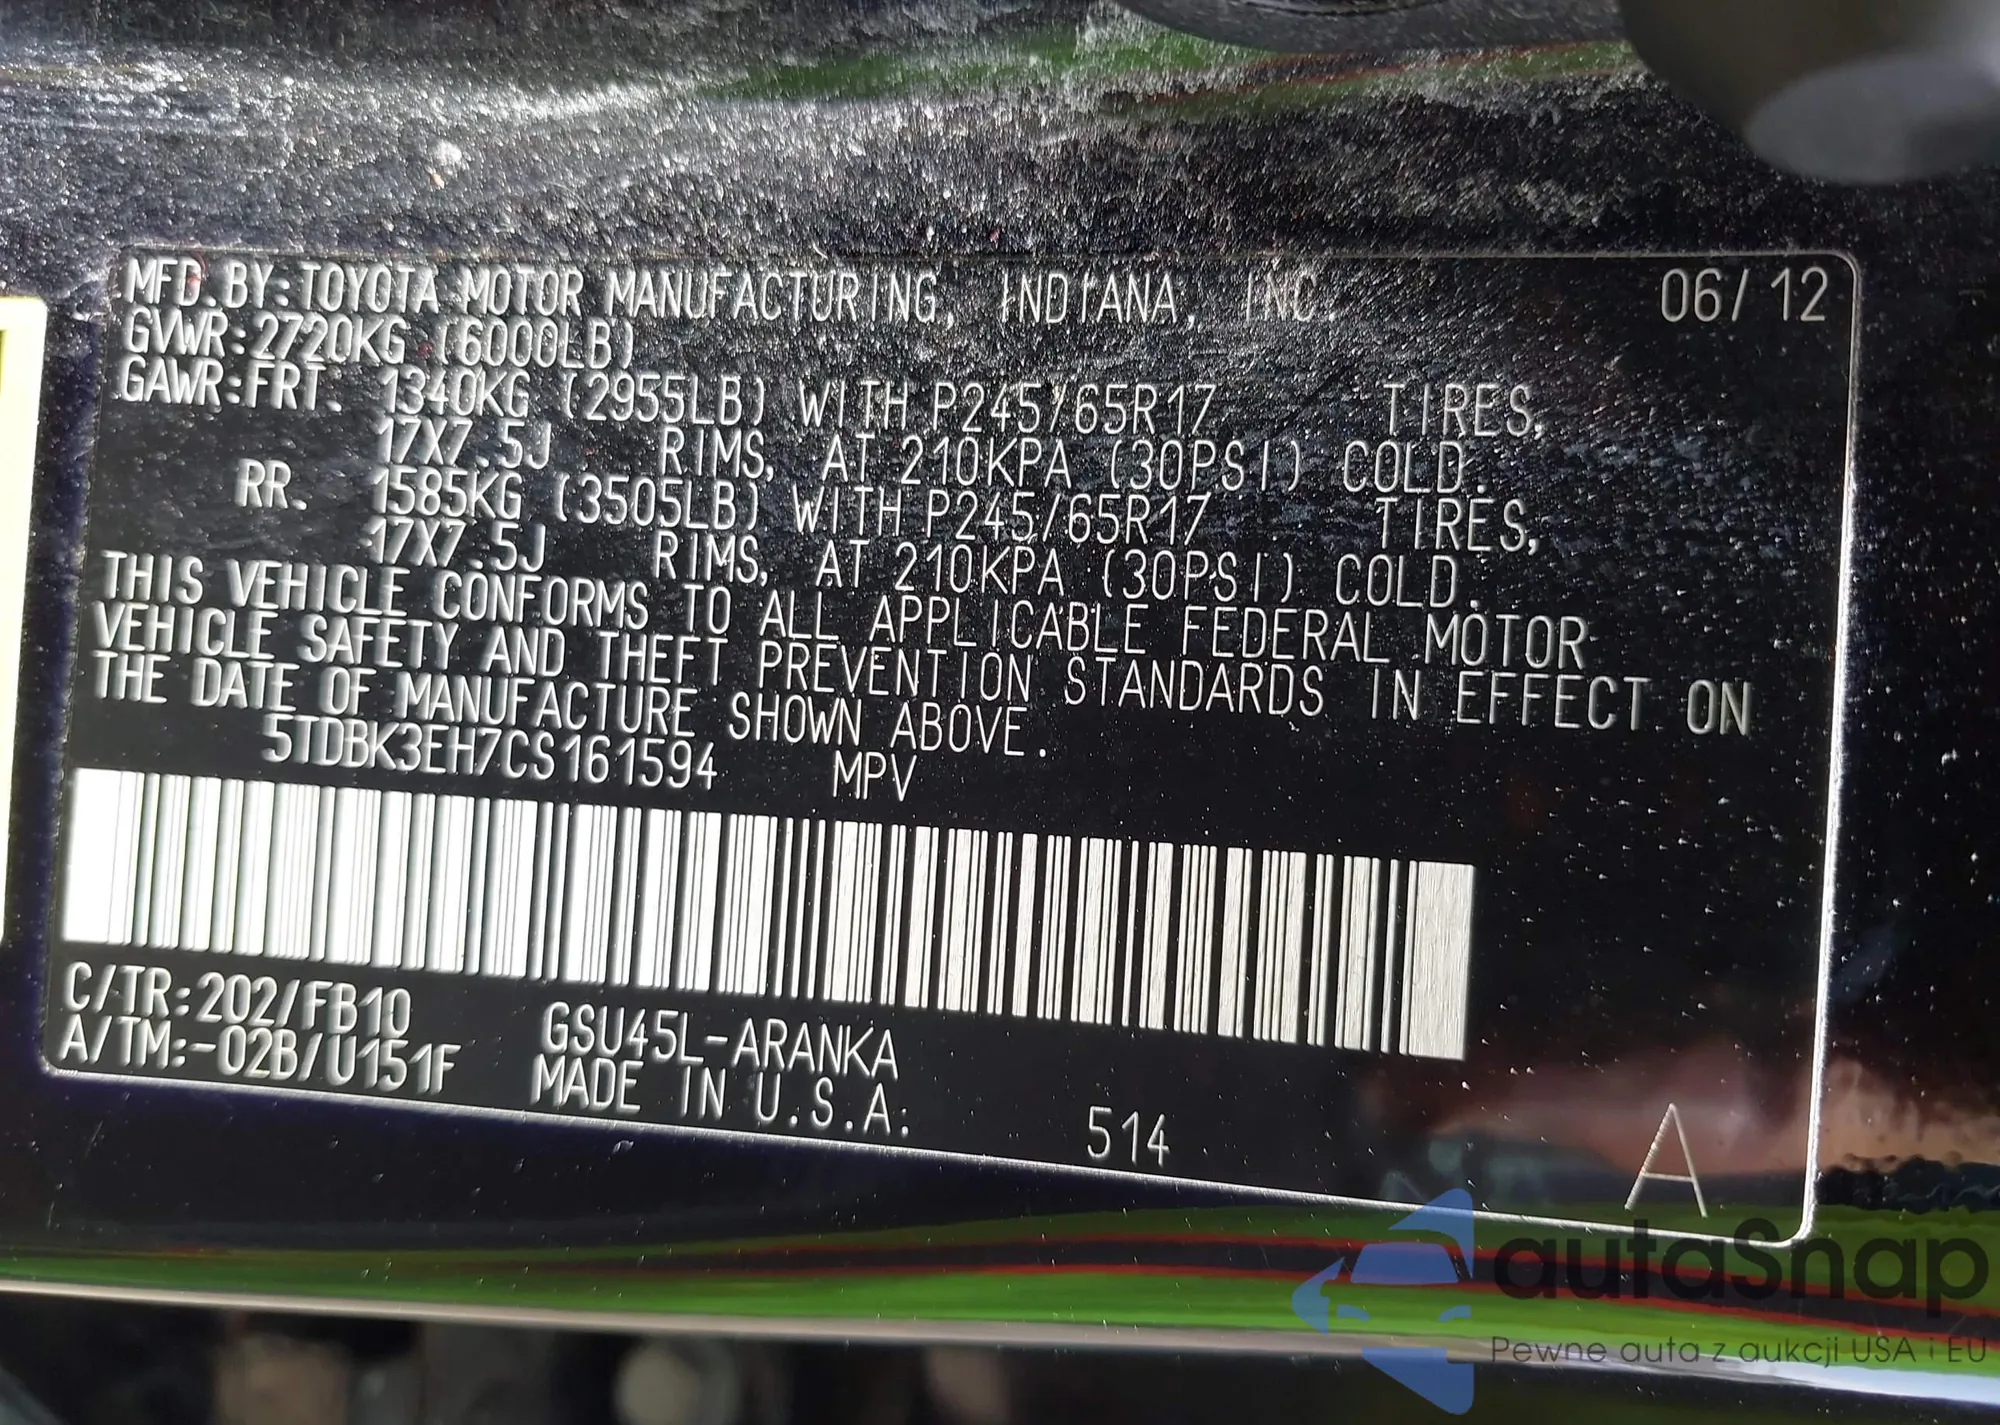 MFD.BY:TOYOTA MOTOR MANUFACTURING, INDIANA, INC. 06/12
GVWR:2720KG (6000LB)
GAWR:FRT. 1340KG (2955LB) WITH P245/65R17 TIRES,
17X7.5J RIMS, AT 210KPA (30PSI) COLD.
RR. 1585KG (3505LB) WITH P245/65R17 TIRES,
17X7.5J RIMS, AT 210KPA (30PSI) COLD.
THIS VEHICLE CONFORMS TO ALL APPLICABLE FEDERAL MOTOR
VEHICLE SAFETY AND THEFT PREVENTION STANDARDS IN EFFECT ON
THE DATE OF MANUFACTURE SHOWN ABOVE.
5TDBK3EH7CS161594 MPV
C/TR:202/FB10 GSU45L-ARANKA
A/TM:-02B/U151F MADE IN U.S.A.
514
A
autaSnap
Pewne auta z aukcji USA i EU